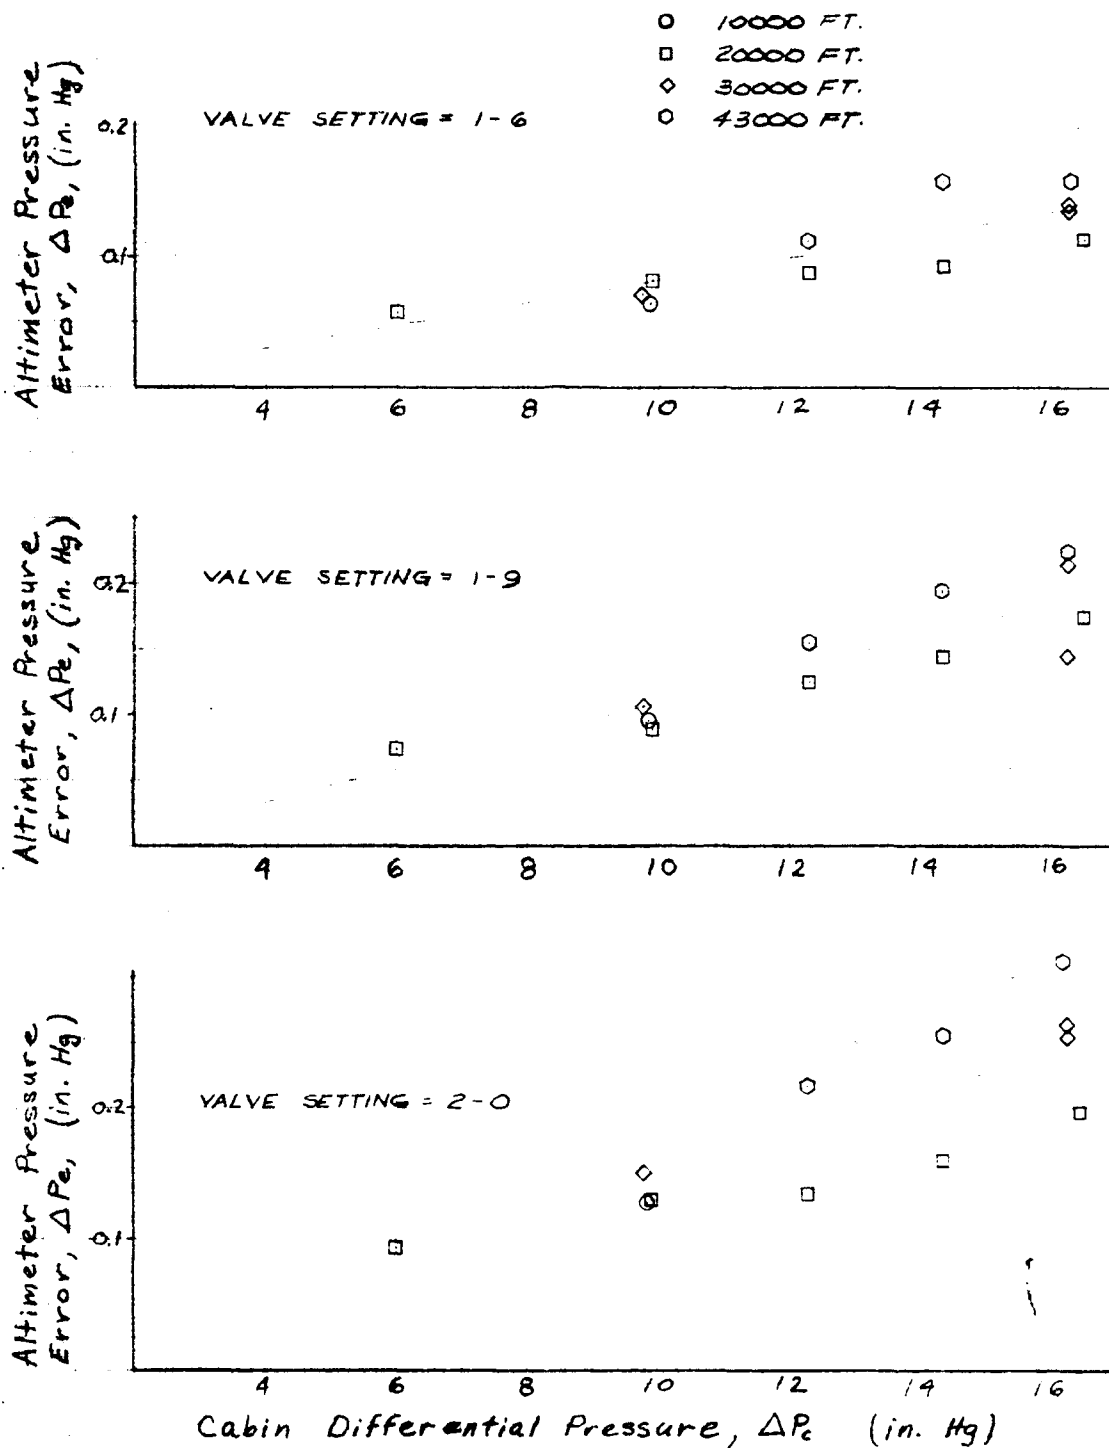 ○ 10000 FT.
□ 20000 FT.
◇ 30000 FT.
⬡ 43000 FT.
Altimeter Pressure
Error, ΔPe, (in. Hg)
VALVE SETTING = 1-6
0.2
0.1
4 6 8 10 12 14 16
Altimeter Pressure
Error, ΔPe, (in. Hg)
VALVE SETTING = 1-9
0.2
0.1
4 6 8 10 12 14 16
Altimeter Pressure
Error, ΔPe, (in. Hg)
VALVE SETTING = 2-0
0.2
0.1
4 6 8 10 12 14 16
Cabin Differential Pressure, ΔPc (in. Hg)